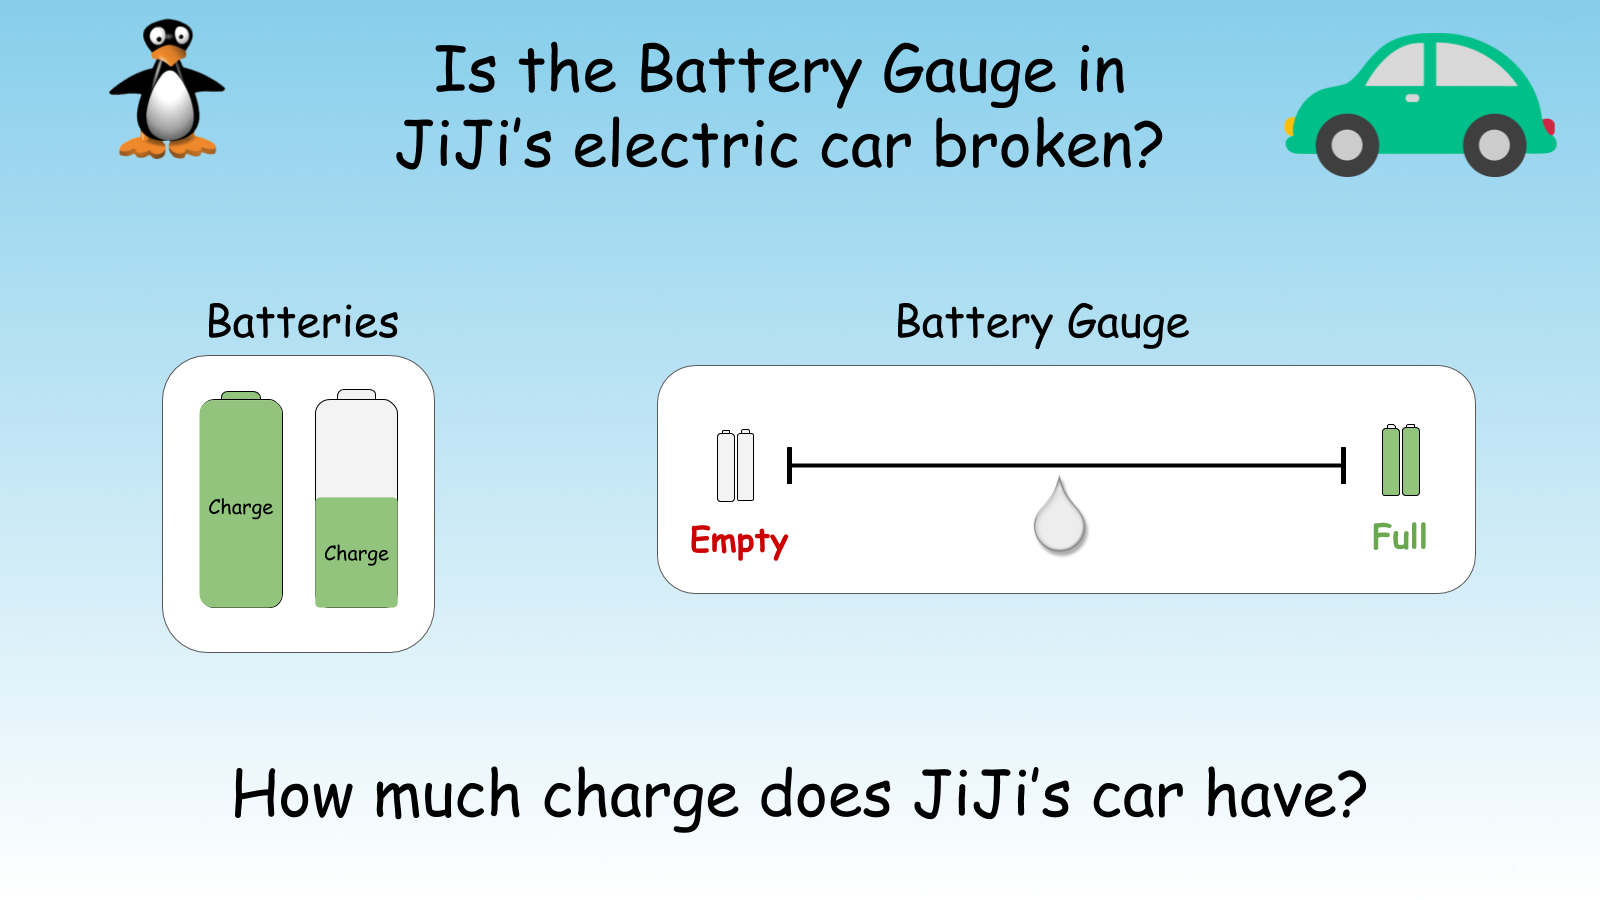 Is the Battery Gauge in
JiJi's electric car broken?
Batteries
Battery Gauge
Charge
Charge
Empty
Full
How much charge does JiJi's car have?